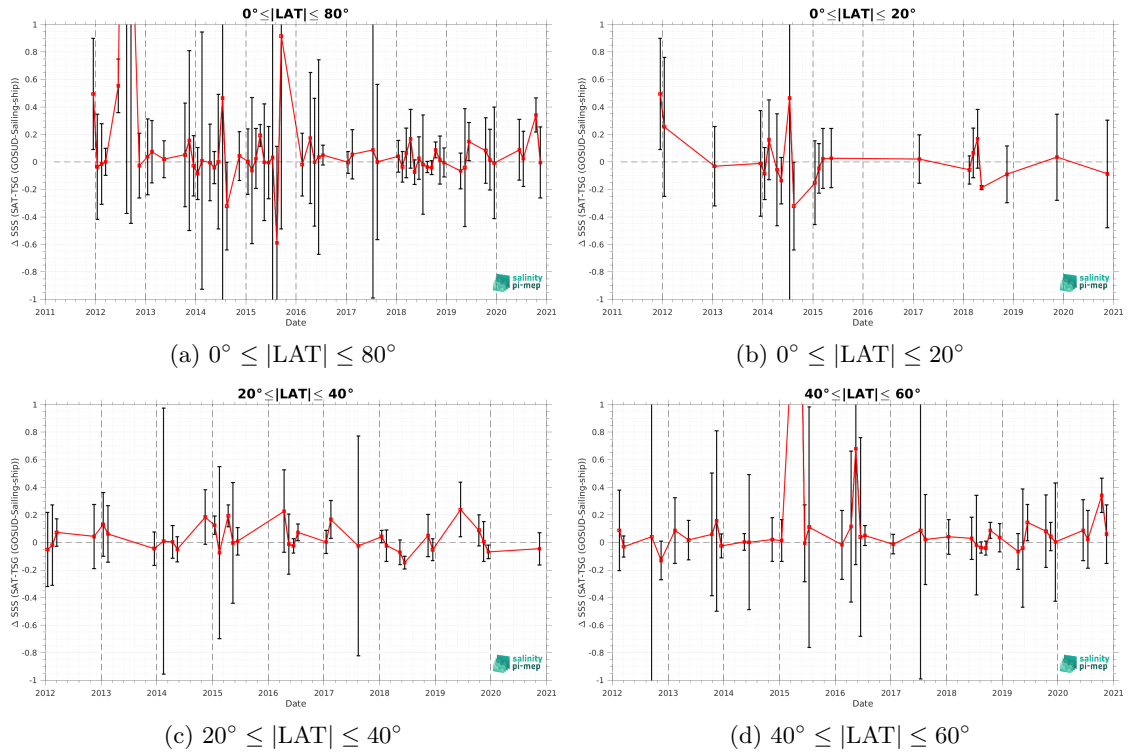 0°≤|LAT|≤ 80°
Δ SSS (SAT-TSG (GOSUD-Sailing-ship))
1
0.8
0.6
0.4
0.2
0
-0.2
-0.4
-0.6
-0.8
-1
2011 2012 2013 2014 2015 2016 2017 2018 2019 2020 2021
Date
salinity
pi-mep
(a) 0° ≤ |LAT| ≤ 80°
0°≤|LAT|≤ 20°
Δ SSS (SAT-TSG (GOSUD-Sailing-ship))
1
0.8
0.6
0.4
0.2
0
-0.2
-0.4
-0.6
-0.8
-1
2011 2012 2013 2014 2015 2016 2017 2018 2019 2020 2021
Date
salinity
pi-mep
(b) 0° ≤ |LAT| ≤ 20°
20°≤|LAT|≤ 40°
Δ SSS (SAT-TSG (GOSUD-Sailing-ship))
1
0.8
0.6
0.4
0.2
0
-0.2
-0.4
-0.6
-0.8
-1
2012 2013 2014 2015 2016 2017 2018 2019 2020 2021
Date
salinity
pi-mep
(c) 20° ≤ |LAT| ≤ 40°
40°≤|LAT|≤ 60°
Δ SSS (SAT-TSG (GOSUD-Sailing-ship))
1
0.8
0.6
0.4
0.2
0
-0.2
-0.4
-0.6
-0.8
-1
2012 2013 2014 2015 2016 2017 2018 2019 2020 2021
Date
salinity
pi-mep
(d) 40° ≤ |LAT| ≤ 60°